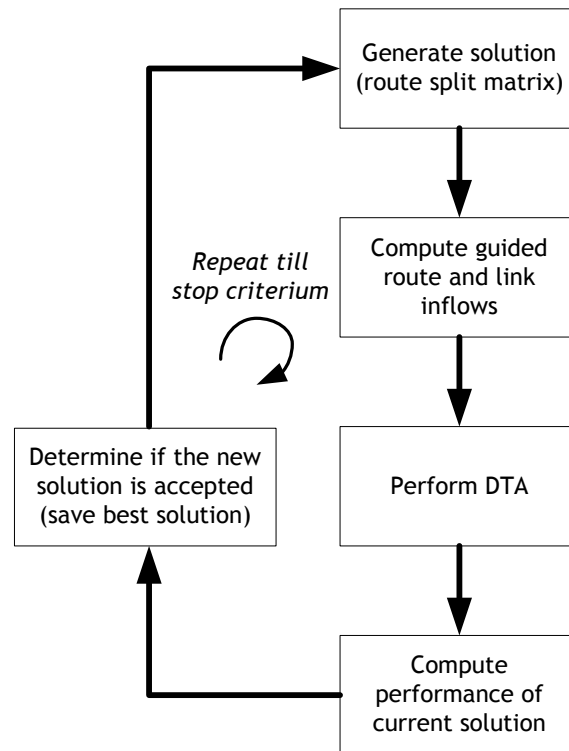 Generate solution
(route split matrix)
Compute guided
route and link
inflows
Repeat till
stop criterium
Determine if the new
solution is accepted
(save best solution)
Perform DTA
Compute
performance of
current solution